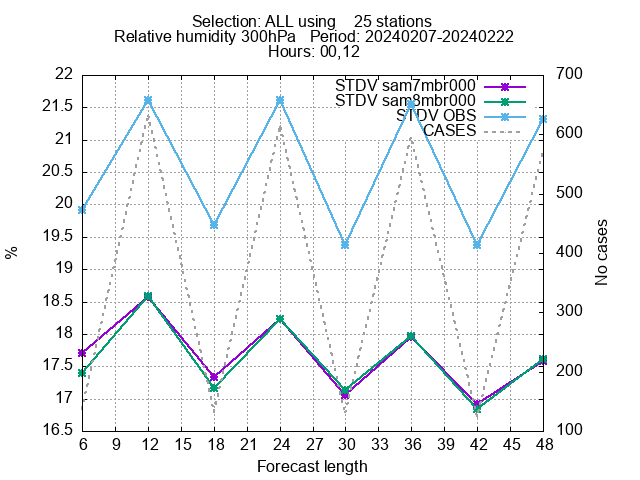 Selection: ALL using    25 stations
Relative humidity 300hPa   Period: 20240207-20240222
Hours: 00,12
STDV sam7mbr000
STDV sam8mbr000
STDV OBS
CASES
22
21.5
21
20.5
20
19.5
19
18.5
18
17.5
17
16.5
%
700
600
500
400
300
200
100
No cases
6 9 12 15 18 21 24 27 30 33 36 39 42 45 48
Forecast length